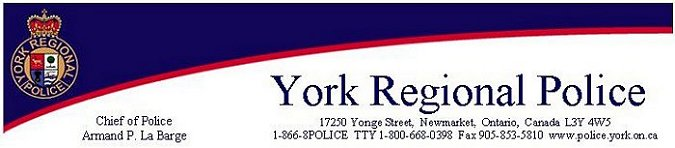 YORK REGIONAL
POLICE
York Regional Police
Chief of Police
Armand P. La Barge
17250 Yonge Street, Newmarket, Ontario, Canada L3Y 4W5
1-866-8POLICE TTY 1-800-668-0398 Fax 905-853-5810 www.police.york.on.ca